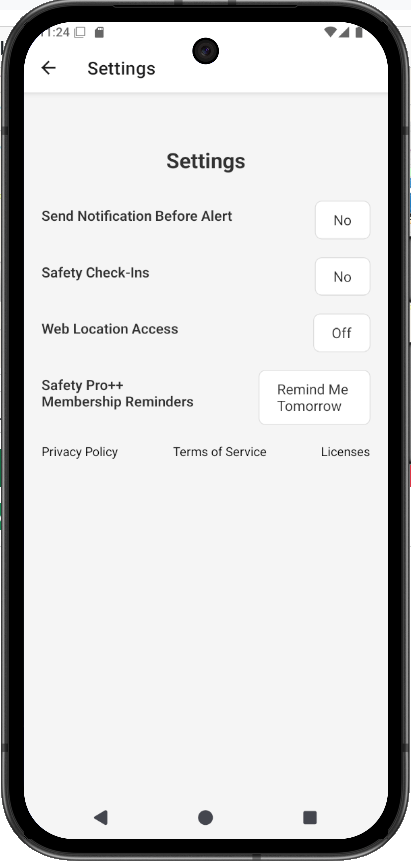 11:24
Settings
Settings
Send Notification Before Alert
No
Safety Check-Ins
No
Web Location Access
Off
Safety Pro++
Membership Reminders
Remind Me
Tomorrow
Privacy Policy Terms of Service Licenses